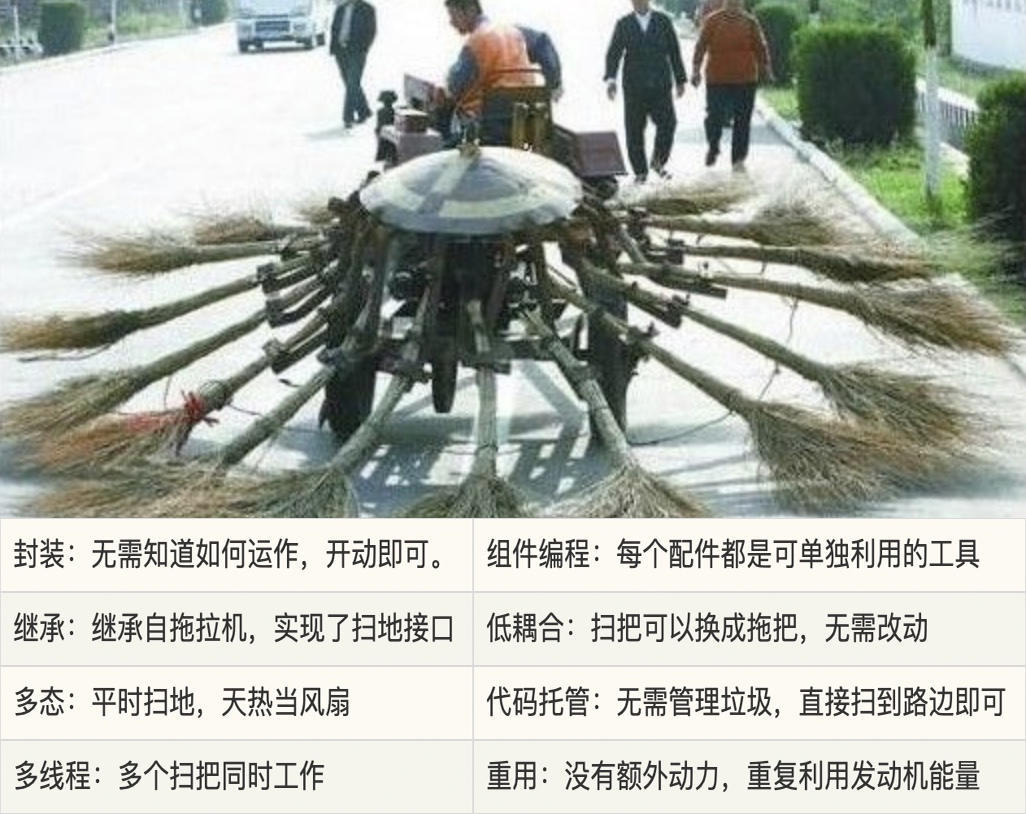 封装：无需知道如何运作，开动即可。
组件编程：每个配件都是可单独利用的工具
继承：继承自拖拉机，实现了扫地接口
低耦合：扫把可以换成拖把，无需改动
多态：平时扫地，天热当风扇
代码托管：无需管理垃圾，直接扫到路边即可
多线程：多个扫把同时工作
重用：没有额外动力，重复利用发动机能量